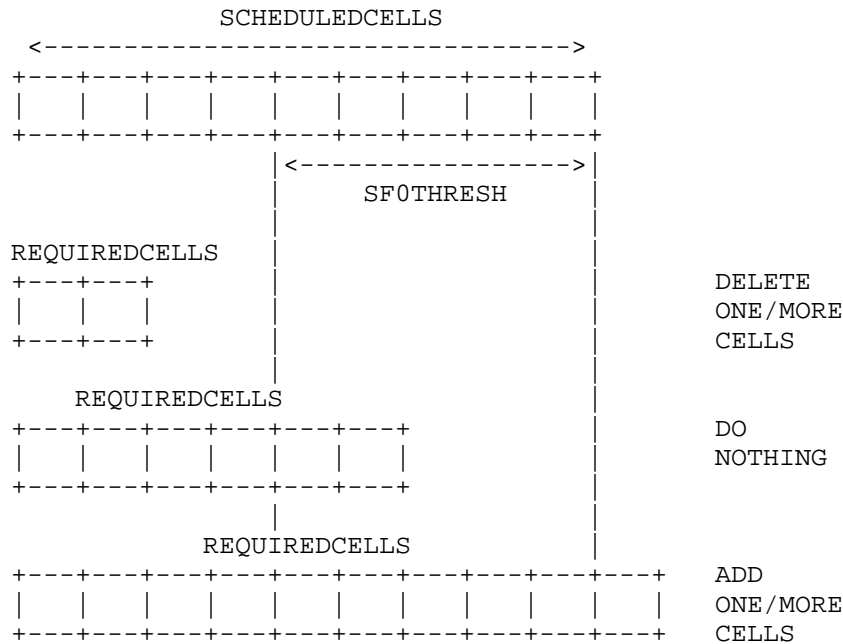 SCHEDULEDCELLS
<--------------------------------->
+---+---+---+---+---+---+---+---+---+
|   |   |   |   |   |   |   |   |   |
+---+---+---+---+---+---+---+---+---+
|<----------------->|
SF0THRESH
REQUIREDCELLS
+---+---+ DELETE
|   |   | ONE/MORE
+---+---+ CELLS
REQUIREDCELLS
+---+---+---+---+---+---+ DO
|   |   |   |   |   |   | NOTHING
+---+---+---+---+---+---+
REQUIREDCELLS
+---+---+---+---+---+---+---+---+---+---+ ADD
|   |   |   |   |   |   |   |   |   |   | ONE/MORE
+---+---+---+---+---+---+---+---+---+---+ CELLS